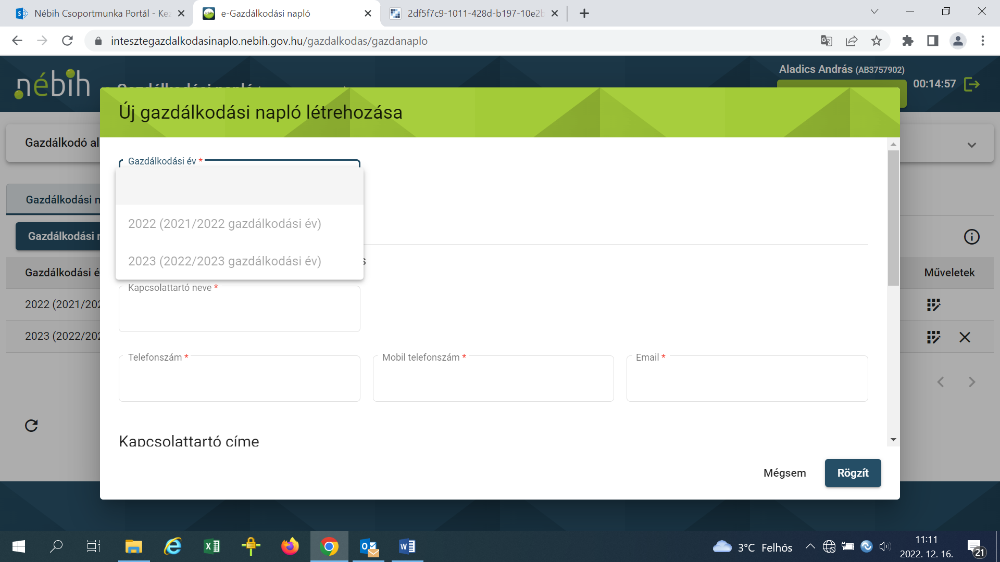 Nébih Csoportmunka Portál - Kez
e-Gazdálkodási napló
2df5f7c9-1011-428d-b197-10e2b
intesztegazdalkodasinaplo.nebih.gov.hu/gazdalkodas/gazdanaplo
nébih
Aladics András (AB3757902)
00:14:57
Új gazdálkodási napló létrehozása
Gazdálkodó al
Gazdálkodási év *
Gazdálkodási n
2022 (2021/2022 gazdálkodási év)
Gazdálkodási
2023 (2022/2023 gazdálkodási év)
s
Gazdálkodási é
Műveletek
Kapcsolattartó neve *
2022 (2021/202
2023 (2022/202
Telefonszám *
Mobil telefonszám *
Email *
Kapcsolattartó címe
Mégsem
Rögzít
3°C Felhős
11:11
2022. 12. 16.
21